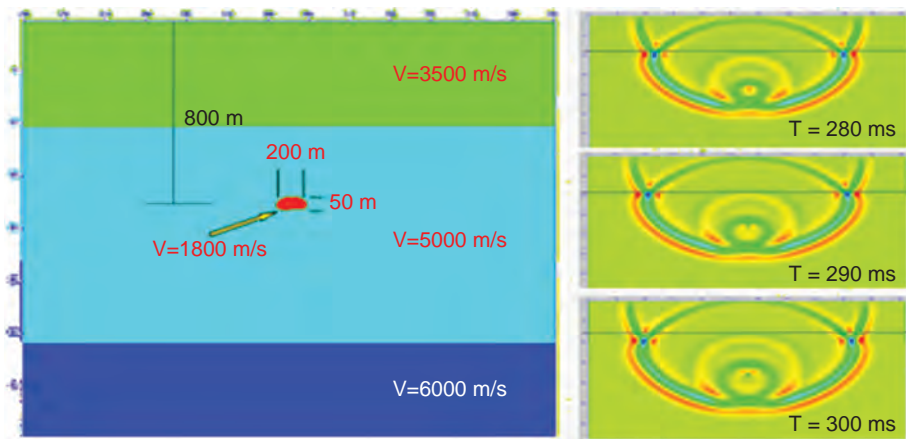 V=3500 m/s
800 m
200 m
50 m
V=1800 m/s
V=5000 m/s
V=6000 m/s
T = 280 ms
T = 290 ms
T = 300 ms